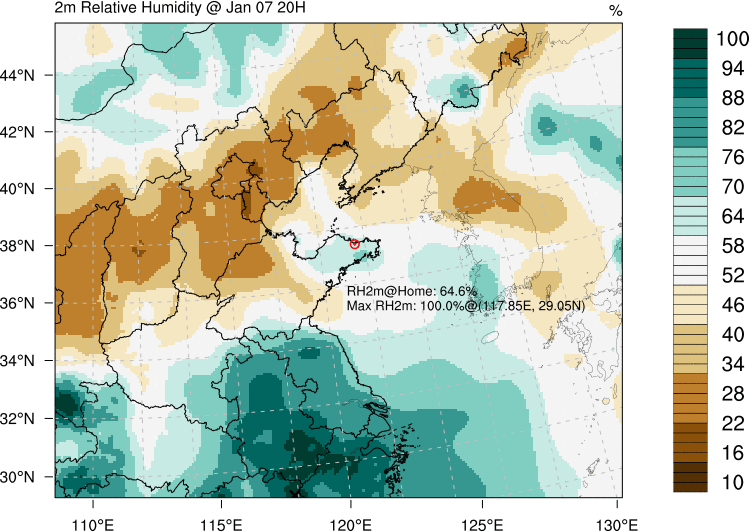 2m Relative Humidity @ Jan 07 20H
%
100
94
88
82
76
70
64
58
52
46
40
34
28
22
16
10
44°N
42°N
40°N
38°N
36°N
34°N
32°N
30°N
RH2m@Home: 64.6%
Max RH2m: 100.0%@(117.85E, 29.05N)
110°E 115°E 120°E 125°E 130°E